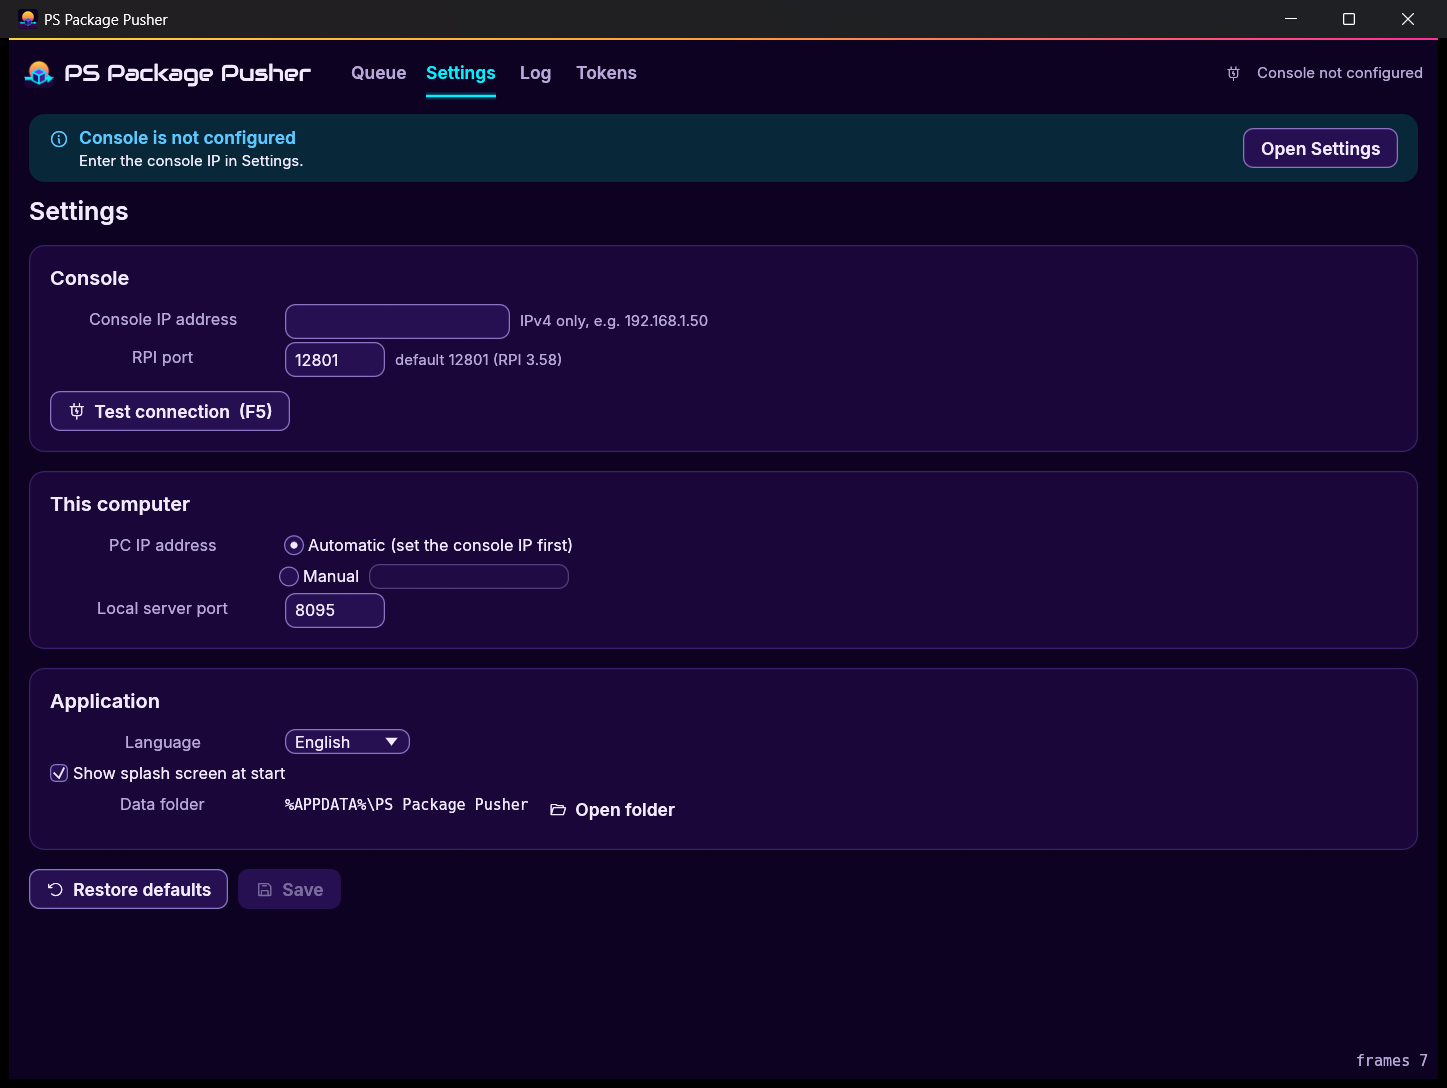 PS Package Pusher
PS Package Pusher
Queue
Settings
Log
Tokens
Console not configured
Console is not configured
Enter the console IP in Settings.
Open Settings
Settings
Console
Console IP address
IPv4 only, e.g. 192.168.1.50
RPI port
12801
default 12801 (RPI 3.58)
Test connection (F5)
This computer
PC IP address
Automatic (set the console IP first)
Manual
Local server port
8095
Application
Language
English
Show splash screen at start
Data folder
%APPDATA%\PS Package Pusher
Open folder
Restore defaults
Save
frames 7